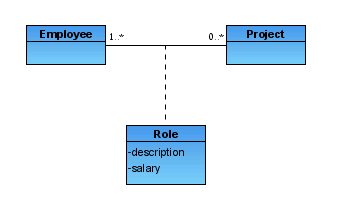 Employee
1..*
0..*
Project
Role
-description
-salary